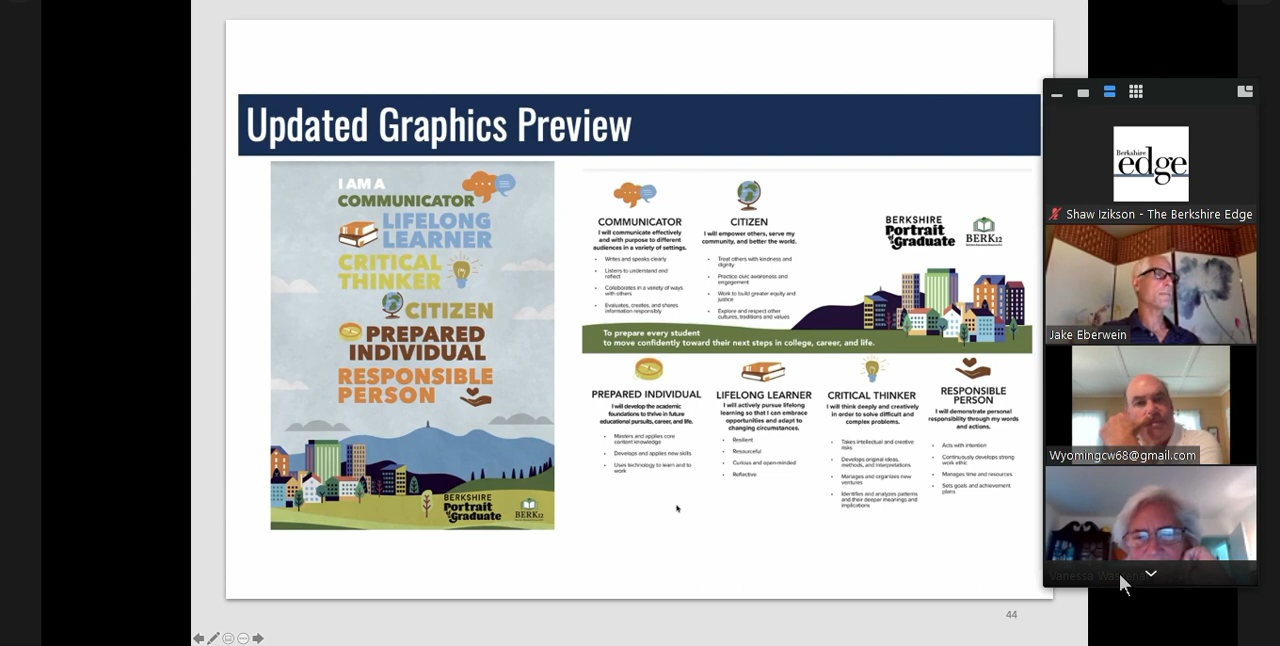 Updated Graphics Preview
I AM A
COMMUNICATOR
LIFELONG
LEARNER
CRITICAL
THINKER
CITIZEN
PREPARED
INDIVIDUAL
RESPONSIBLE
PERSON
BERKSHIRE
Portrait
of a Graduate
BERK12
COMMUNICATOR
I will communicate effectively
and with purpose to different
audiences in a variety of settings.
• Writes and speaks clearly
• Listens to understand and
reflect
• Collaborates in a variety of ways
with others
• Evaluates, creates, and shares
information responsibly
CITIZEN
I will empower others, serve my
community, and better the world.
• Treat others with kindness and
dignity
• Practice civic awareness and
engagement
• Work to build greater equity and
justice
• Explore and respect other
cultures, traditions and values
BERKSHIRE
Portrait
of a Graduate
BERK12
To prepare every student
to move confidently toward their next steps in college, career, and life.
PREPARED INDIVIDUAL
I will develop the academic
foundations to thrive in future
educational pursuits, career, and life.
• Masters and applies core
content knowledge
• Develops and applies new skills
• Uses technology to learn and to
work
LIFELONG LEARNER
I will actively pursue lifelong
learning so that I can embrace
opportunities and adapt to
changing circumstances.
• Resilient
• Resourceful
• Curious and open-minded
• Reflective
CRITICAL THINKER
I will think deeply and creatively
in order to solve difficult and
complex problems.
• Takes intellectual and creative
risks
• Develops original ideas,
methods, and interpretations
• Manages and organizes new
ventures
• Identifies and analyzes patterns
and their deeper meanings and
implications
RESPONSIBLE
PERSON
I will demonstrate personal
responsibility through my words
and actions.
• Acts with intention
• Continuously develops strong
work ethic
• Manages time and resources
• Sets goals and achievement
plans
44
Berkshire
edge
Shaw Izikson - The Berkshire Edge
Jake Eberwein
Wyomingcw68@gmail.com
Vanessa